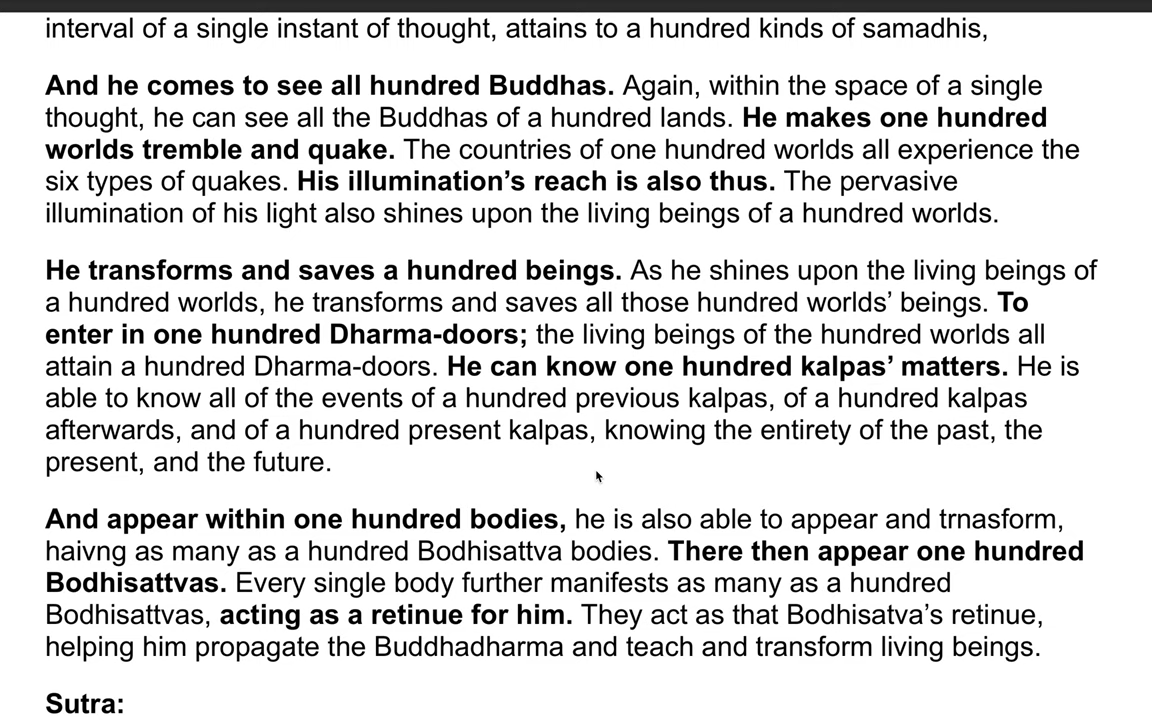 interval of a single instant of thought, attains to a hundred kinds of samadhis,
And he comes to see all hundred Buddhas. Again, within the space of a single
thought, he can see all the Buddhas of a hundred lands. He makes one hundred
worlds tremble and quake. The countries of one hundred worlds all experience the
six types of quakes. His illumination’s reach is also thus. The pervasive
illumination of his light also shines upon the living beings of a hundred worlds.
He transforms and saves a hundred beings. As he shines upon the living beings of
a hundred worlds, he transforms and saves all those hundred worlds’ beings. To
enter in one hundred Dharma-doors; the living beings of the hundred worlds all
attain a hundred Dharma-doors. He can know one hundred kalpas’ matters. He is
able to know all of the events of a hundred previous kalpas, of a hundred kalpas
afterwards, and of a hundred present kalpas, knowing the entirety of the past, the
present, and the future.
And appear within one hundred bodies, he is also able to appear and trnasform,
haivng as many as a hundred Bodhisattva bodies. There then appear one hundred
Bodhisattvas. Every single body further manifests as many as a hundred
Bodhisattvas, acting as a retinue for him. They act as that Bodhisatva’s retinue,
helping him propagate the Buddhadharma and teach and transform living beings.
Sutra: